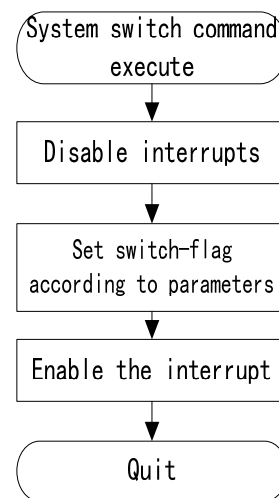 System switch command
execute
Disable interrupts
Set switch-flag
according to parameters
Enable the interrupt
Quit